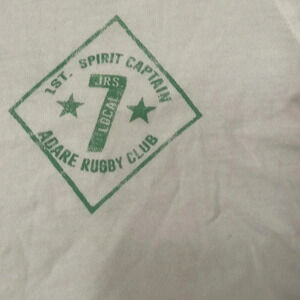 1ST. SPIRIT CAPTAIN
JRS
7
LOCAL
ADARE RUGBY CLUB